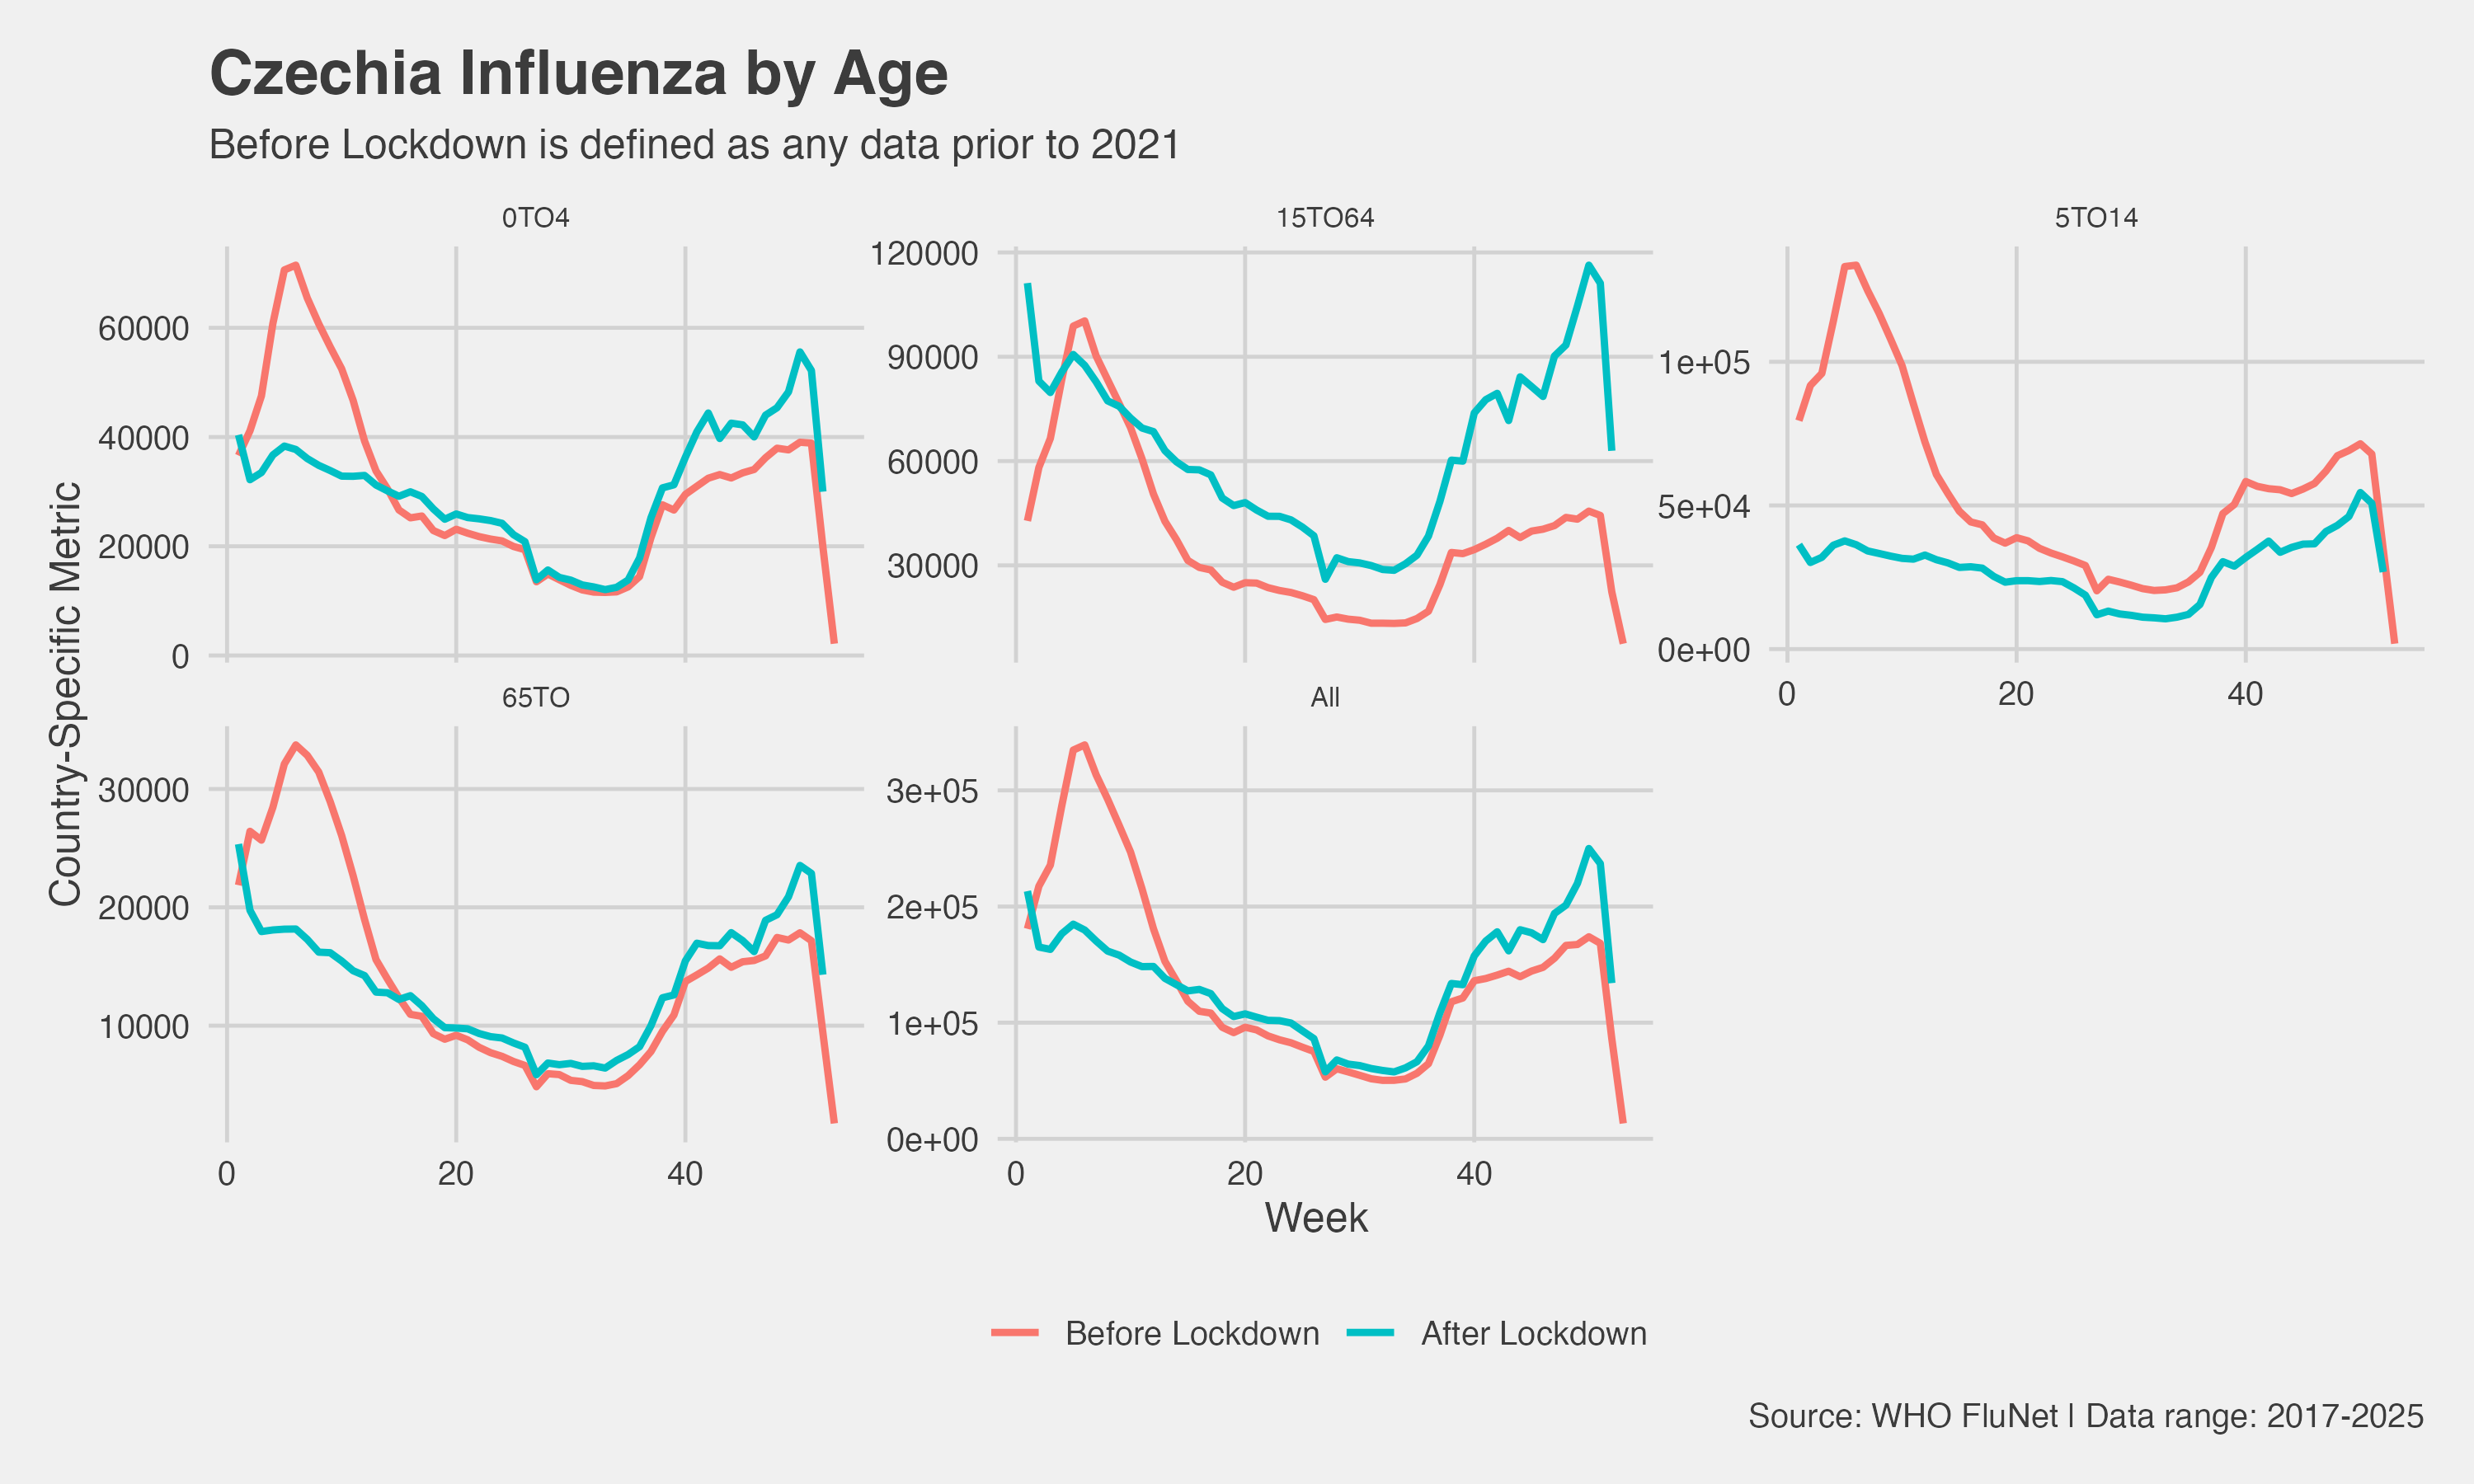 Czechia Influenza by Age
Before Lockdown is defined as any data prior to 2021
0TO4
15TO64
5TO14
60000
40000
20000
0
120000
90000
60000
30000
1e+05
5e+04
0e+00
0 20 40
Country-Specific Metric
65TO
All
30000
20000
10000
3e+05
2e+05
1e+05
0e+00
0 20 40
0 20 40
Week
Before Lockdown After Lockdown
Source: WHO FluNet | Data range: 2017-2025